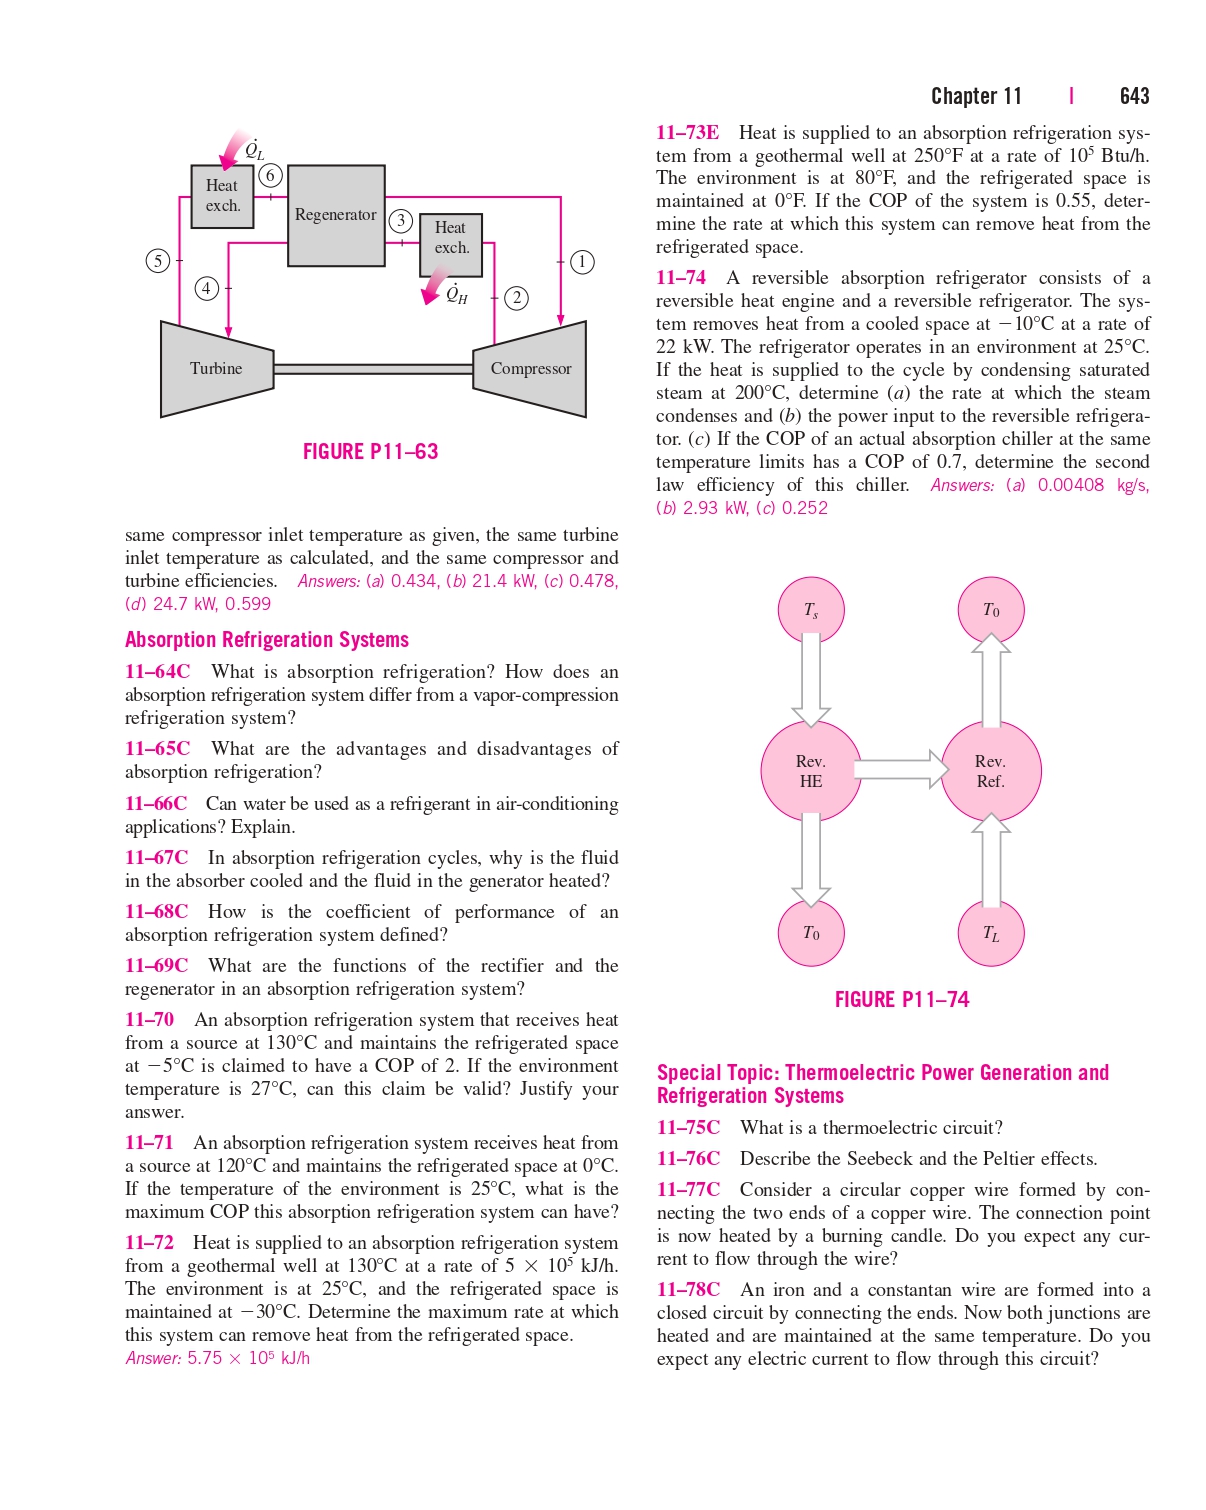 Chapter 11 | 643
Q̇L
Heat
exch.
6
Regenerator
3
Heat
exch.
Q̇H
5
4
2
1
Turbine
Compressor
FIGURE P11–63
same compressor inlet temperature as given, the same turbine
inlet temperature as calculated, and the same compressor and
turbine efficiencies. Answers: (a) 0.434, (b) 21.4 kW, (c) 0.478,
(d) 24.7 kW, 0.599
Absorption Refrigeration Systems
11–64C What is absorption refrigeration? How does an
absorption refrigeration system differ from a vapor-compression
refrigeration system?
11–65C What are the advantages and disadvantages of
absorption refrigeration?
11–66C Can water be used as a refrigerant in air-conditioning
applications? Explain.
11–67C In absorption refrigeration cycles, why is the fluid
in the absorber cooled and the fluid in the generator heated?
11–68C How is the coefficient of performance of an
absorption refrigeration system defined?
11–69C What are the functions of the rectifier and the
regenerator in an absorption refrigeration system?
11–70 An absorption refrigeration system that receives heat
from a source at 130°C and maintains the refrigerated space
at −5°C is claimed to have a COP of 2. If the environment
temperature is 27°C, can this claim be valid? Justify your
answer.
11–71 An absorption refrigeration system receives heat from
a source at 120°C and maintains the refrigerated space at 0°C.
If the temperature of the environment is 25°C, what is the
maximum COP this absorption refrigeration system can have?
11–72 Heat is supplied to an absorption refrigeration system
from a geothermal well at 130°C at a rate of 5 × 10⁵ kJ/h.
The environment is at 25°C, and the refrigerated space is
maintained at −30°C. Determine the maximum rate at which
this system can remove heat from the refrigerated space.
Answer: 5.75 × 10⁵ kJ/h
11–73E Heat is supplied to an absorption refrigeration sys-
tem from a geothermal well at 250°F at a rate of 10⁵ Btu/h.
The environment is at 80°F, and the refrigerated space is
maintained at 0°F. If the COP of the system is 0.55, deter-
mine the rate at which this system can remove heat from the
refrigerated space.
11–74 A reversible absorption refrigerator consists of a
reversible heat engine and a reversible refrigerator. The sys-
tem removes heat from a cooled space at −10°C at a rate of
22 kW. The refrigerator operates in an environment at 25°C.
If the heat is supplied to the cycle by condensing saturated
steam at 200°C, determine (a) the rate at which the steam
condenses and (b) the power input to the reversible refrigera-
tor. (c) If the COP of an actual absorption chiller at the same
temperature limits has a COP of 0.7, determine the second
law efficiency of this chiller. Answers: (a) 0.00408 kg/s,
(b) 2.93 kW, (c) 0.252
Ts
T0
Rev.
HE
Rev.
Ref.
T0
TL
FIGURE P11–74
Special Topic: Thermoelectric Power Generation and
Refrigeration Systems
11–75C What is a thermoelectric circuit?
11–76C Describe the Seebeck and the Peltier effects.
11–77C Consider a circular copper wire formed by con-
necting the two ends of a copper wire. The connection point
is now heated by a burning candle. Do you expect any cur-
rent to flow through the wire?
11–78C An iron and a constantan wire are formed into a
closed circuit by connecting the ends. Now both junctions are
heated and are maintained at the same temperature. Do you
expect any electric current to flow through this circuit?